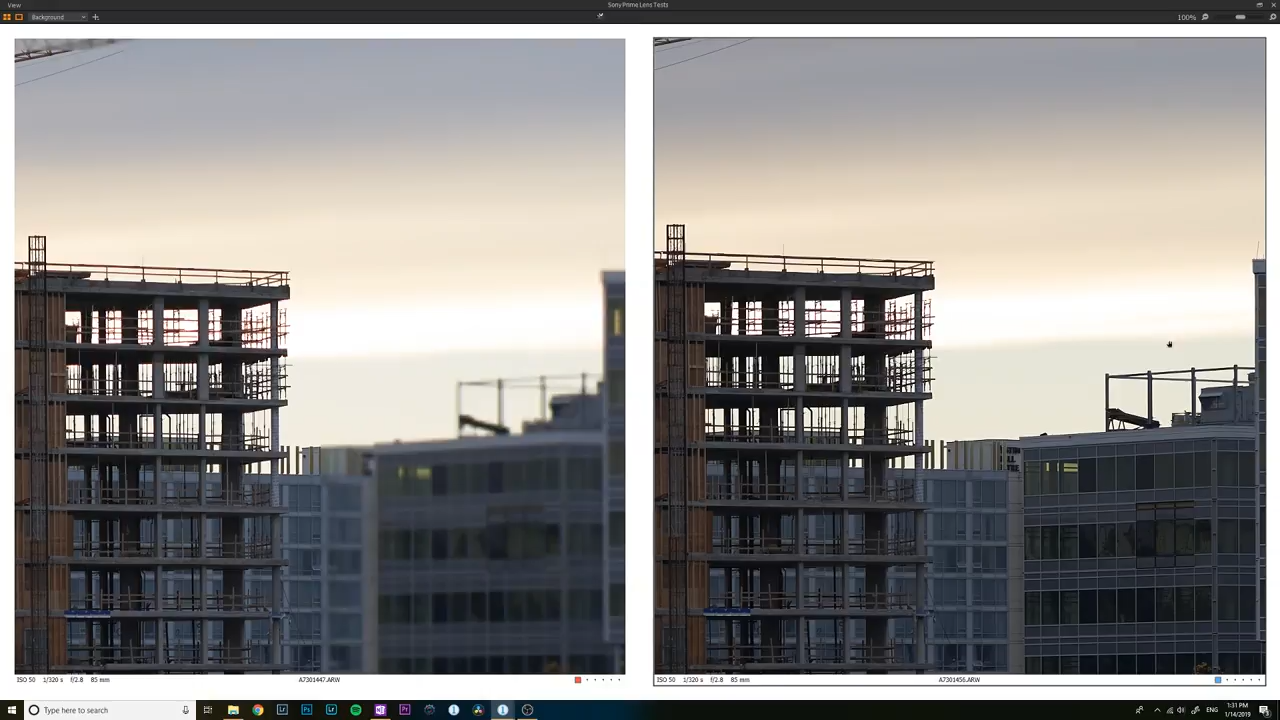 View
Sony Prime Lens Tests
Background
100%
ISO 50 1/320 s f/2.8 85 mm
A7301447.ARW
ISO 50 1/320 s f/2.8 85 mm
A7301456.ARW
Type here to search
ENG
1:31 PM
1/14/2019